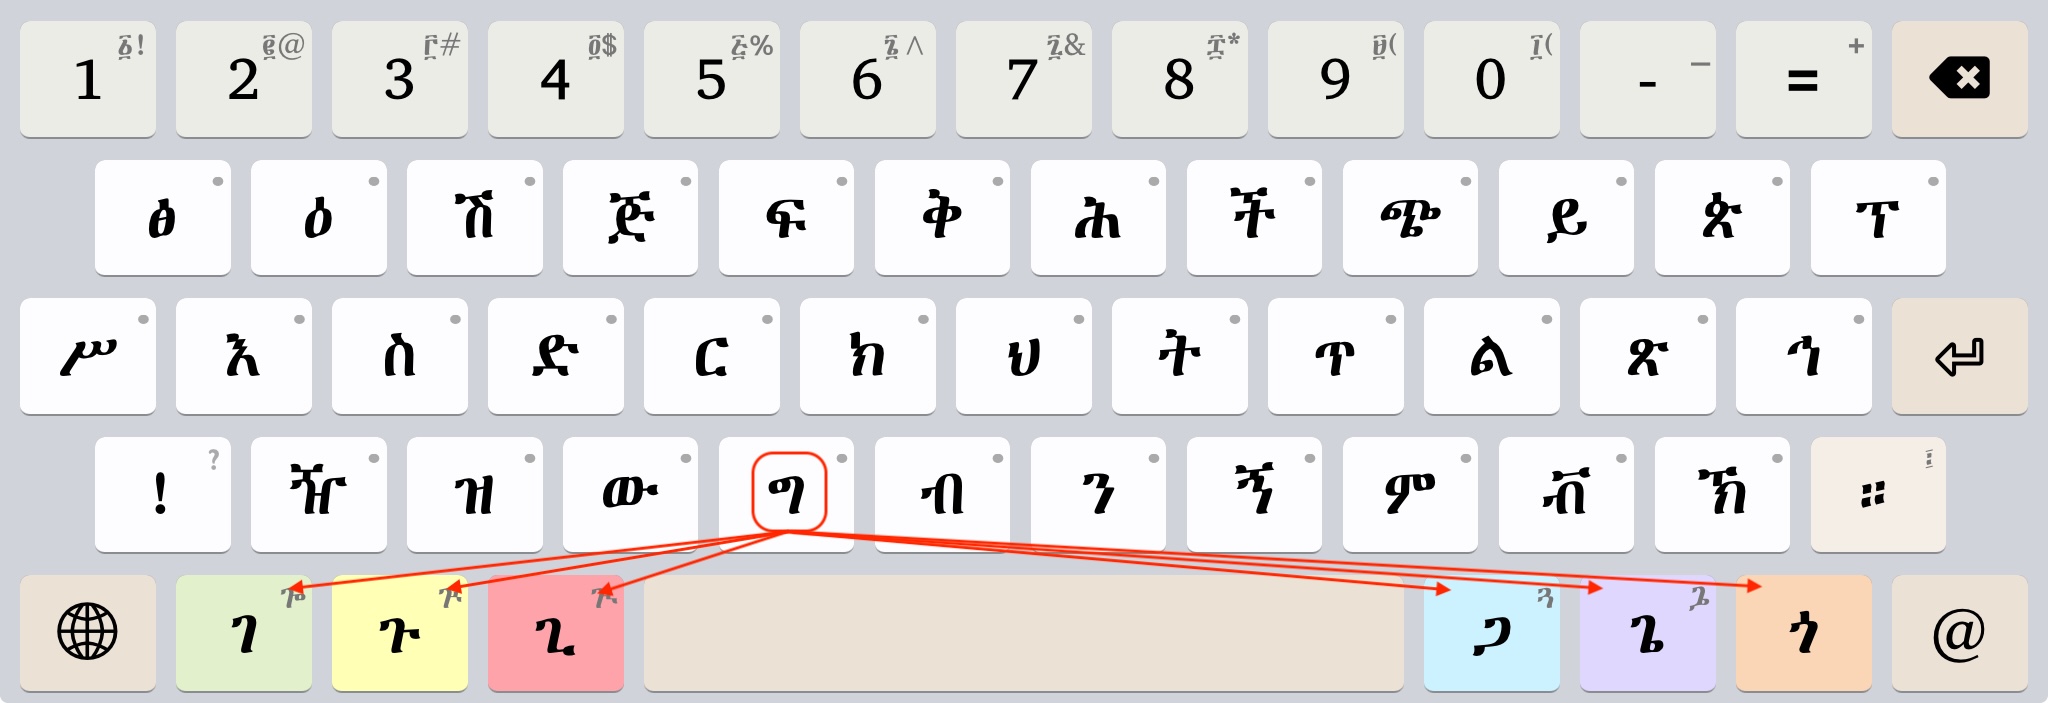 1 ፩! 2 ፪@ 3 ፫# 4 ፬$ 5 ፭% 6 ፮^ 7 ፯& 8 ፰* 9 ፱( 0 ፲( - _ = +
ፅ ዕ ሽ ጅ ፍ ቅ ሕ ች ጭ ይ ጵ ፕ
ሥ እ ስ ድ ር ክ ህ ት ጥ ል ጽ ኅ
! ? ዥ ዝ ው ግ ብ ን ኝ ም ቭ ኽ ። ፤
ገ ጉ ጊ ጋ ጓ ጌ ጎ @